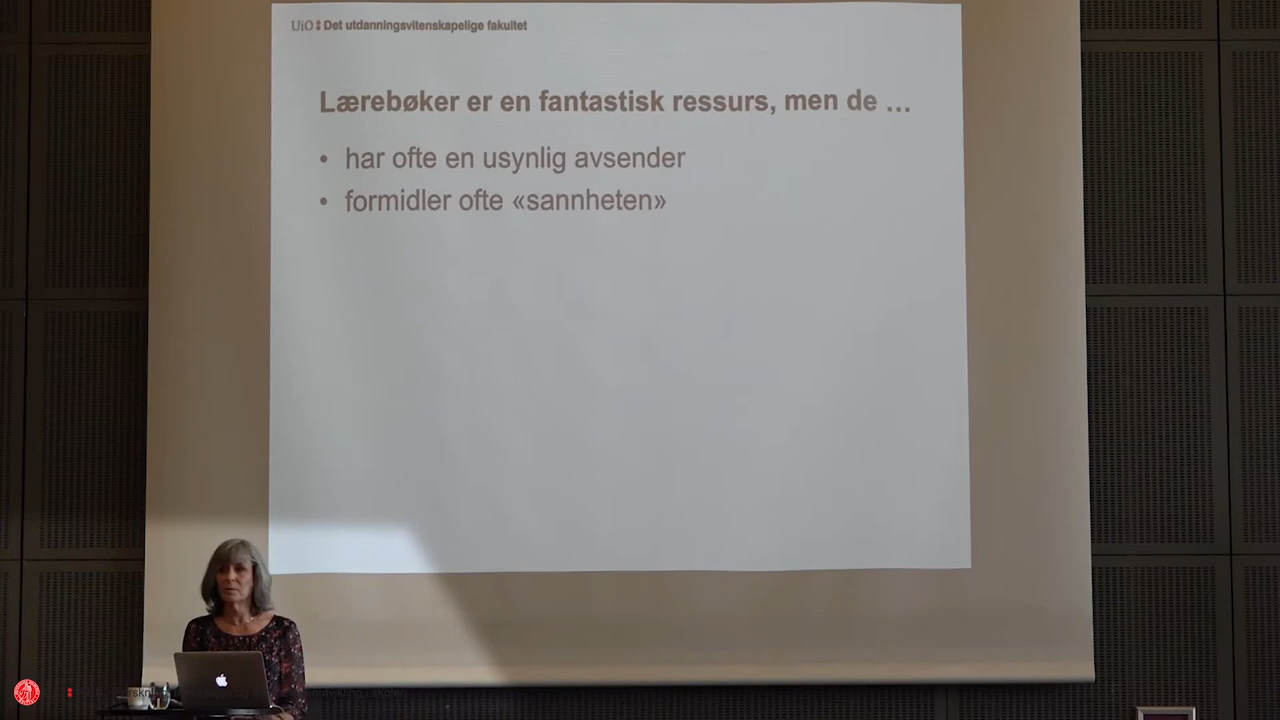 UiO Det utdanningsvitenskapelige fakultet
Lærebøker er en fantastisk ressurs, men de ...
• har ofte en usynlig avsender
• formidler ofte «sannheten»